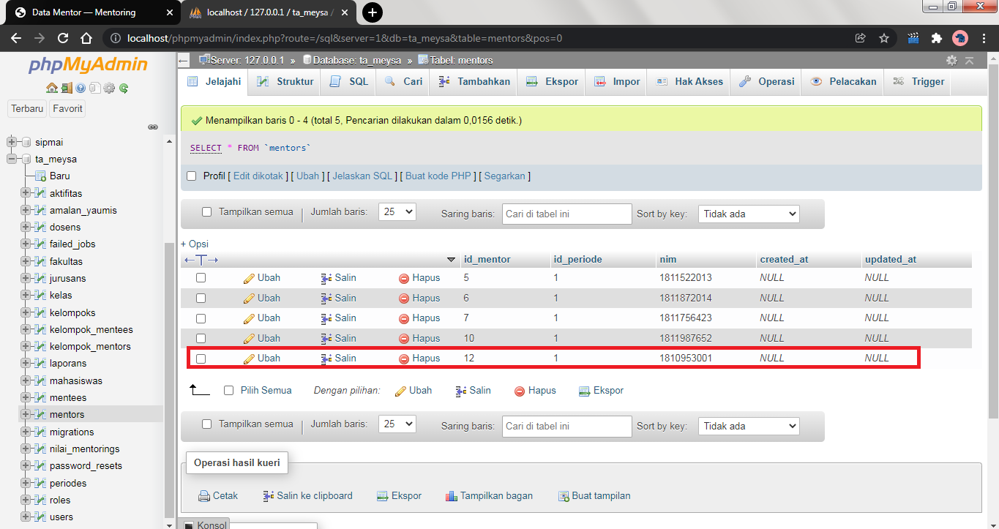 Data Mentor — Mentoring
localhost / 127.0.0.1 / ta_meysa /
localhost/phpmyadmin/index.php?route=/sql&server=1&db=ta_meysa&table=mentors&pos=0
phpMyAdmin
Terbaru Favorit
sipmai
ta_meysa
Baru
aktifitas
amalan_yaumis
dosens
failed_jobs
fakultas
jurusans
kelas
kelompoks
kelompok_mentees
kelompok_mentors
laporans
mahasiswas
mentees
mentors
migrations
nilai_mentorings
password_resets
periodes
roles
users
Server: 127.0.0.1 » Database: ta_meysa » Tabel: mentors
Jelajahi Struktur SQL Cari Tambahkan Ekspor Impor Hak Akses Operasi Pelacakan Trigger
Menampilkan baris 0 - 4 (total 5, Pencarian dilakukan dalam 0,0156 detik.)
SELECT * FROM `mentors`
Profil [ Edit dikotak ] [ Ubah ] [ Jelaskan SQL ] [ Buat kode PHP ] [ Segarkan ]
Tampilkan semua | Jumlah baris: 25 Saring baris: Cari di tabel ini Sort by key: Tidak ada
+ Opsi
←T→ id_mentor id_periode nim created_at updated_at
Ubah Salin Hapus 5 1 1811522013 NULL NULL
Ubah Salin Hapus 6 1 1811872014 NULL NULL
Ubah Salin Hapus 7 1 1811756423 NULL NULL
Ubah Salin Hapus 10 1 1811987652 NULL NULL
Ubah Salin Hapus 12 1 1810953001 NULL NULL
Pilih Semua Dengan pilihan: Ubah Salin Hapus Ekspor
Tampilkan semua | Jumlah baris: 25 Saring baris: Cari di tabel ini Sort by key: Tidak ada
Operasi hasil kueri
Cetak Salin ke clipboard Ekspor Tampilkan bagan Buat tampilan
Konsol